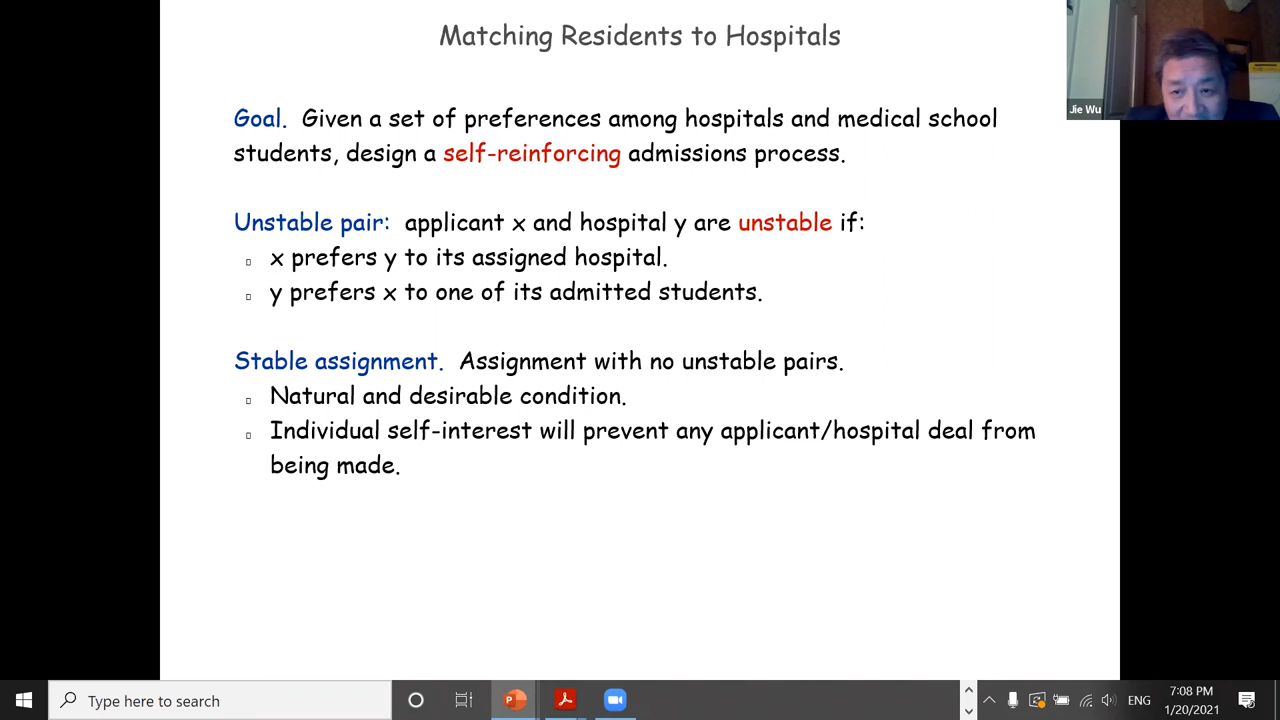 Matching Residents to Hospitals
Jie Wu
Goal. Given a set of preferences among hospitals and medical school
students, design a self-reinforcing admissions process.
Unstable pair: applicant x and hospital y are unstable if:
x prefers y to its assigned hospital.
y prefers x to one of its admitted students.
Stable assignment. Assignment with no unstable pairs.
Natural and desirable condition.
Individual self-interest will prevent any applicant/hospital deal from
being made.
Type here to search
ENG
7:08 PM
1/20/2021